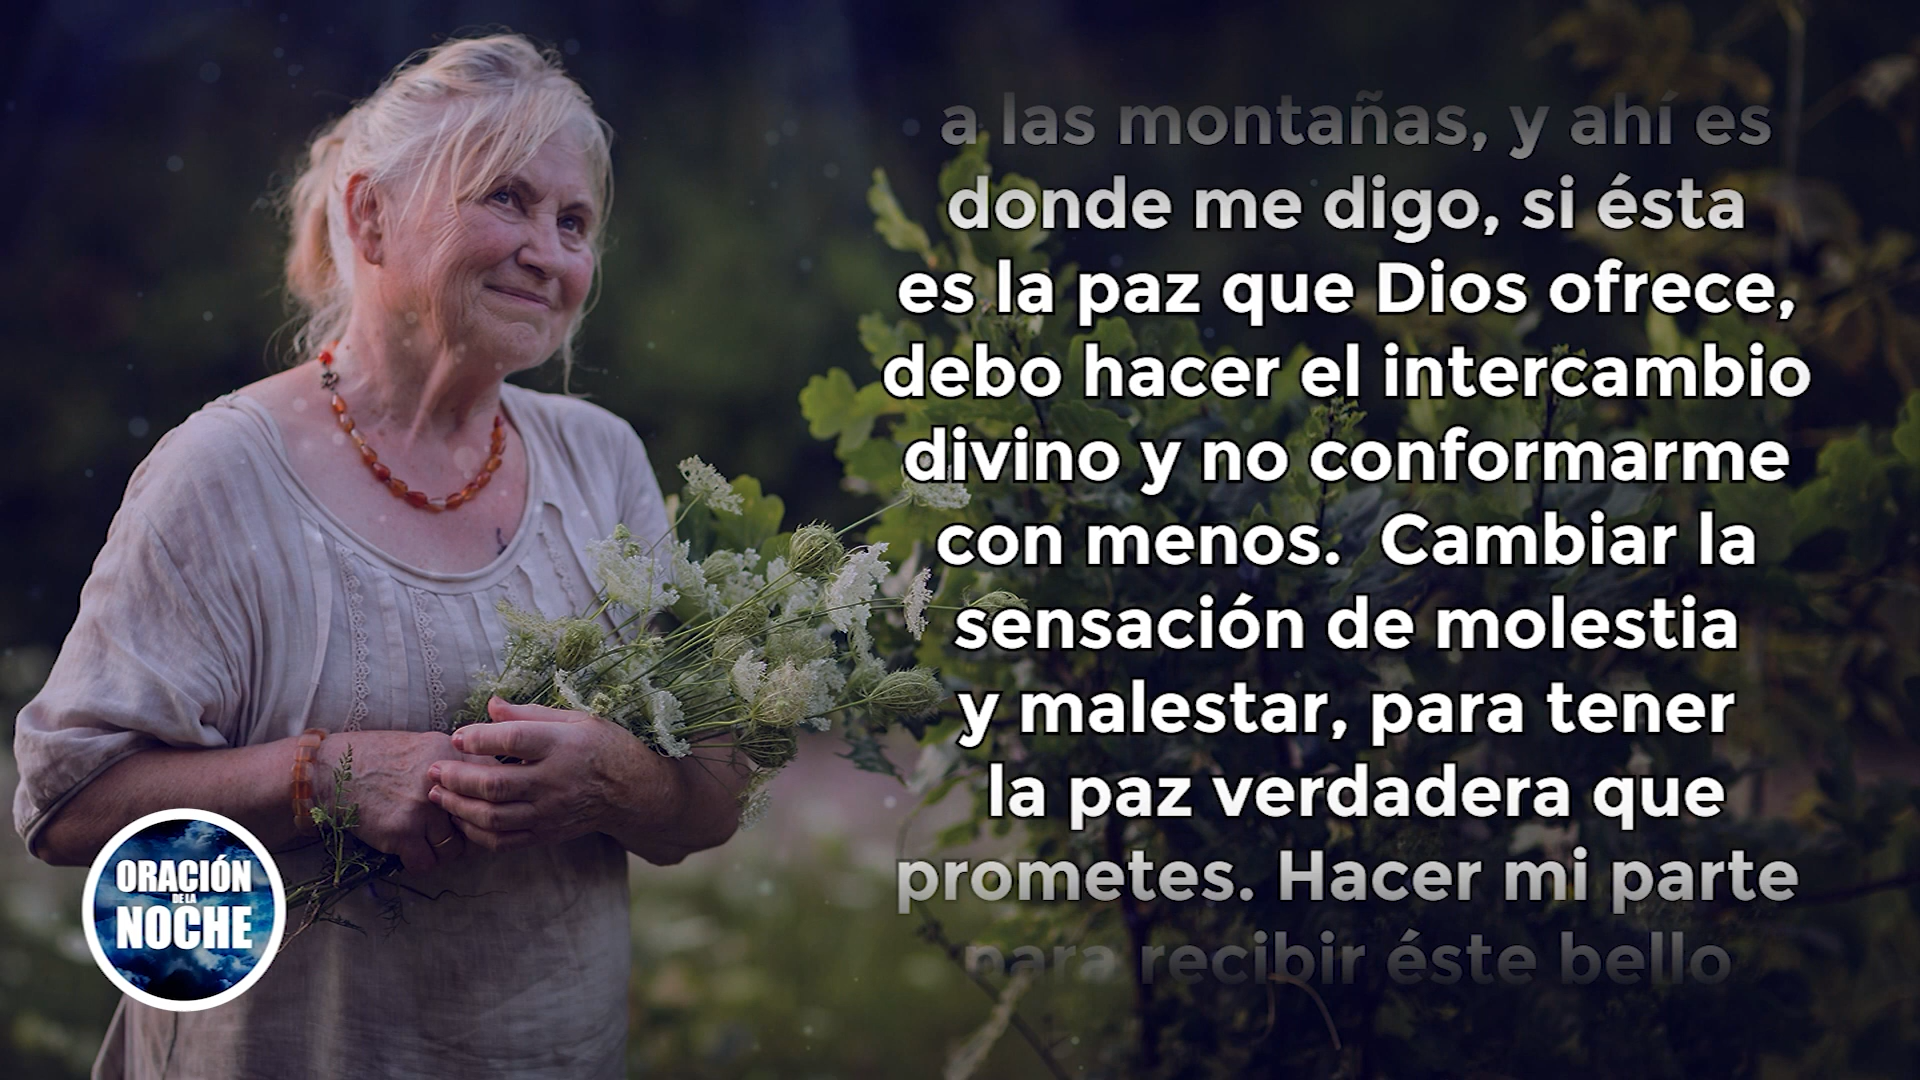 a las montañas, y ahí es
donde me digo, si ésta
es la paz que Dios ofrece,
debo hacer el intercambio
divino y no conformarme
con menos.  Cambiar la
sensación de molestia
y malestar, para tener
la paz verdadera que
prometes. Hacer mi parte
para recibir éste bello
ORACIÓN
DE LA
NOCHE